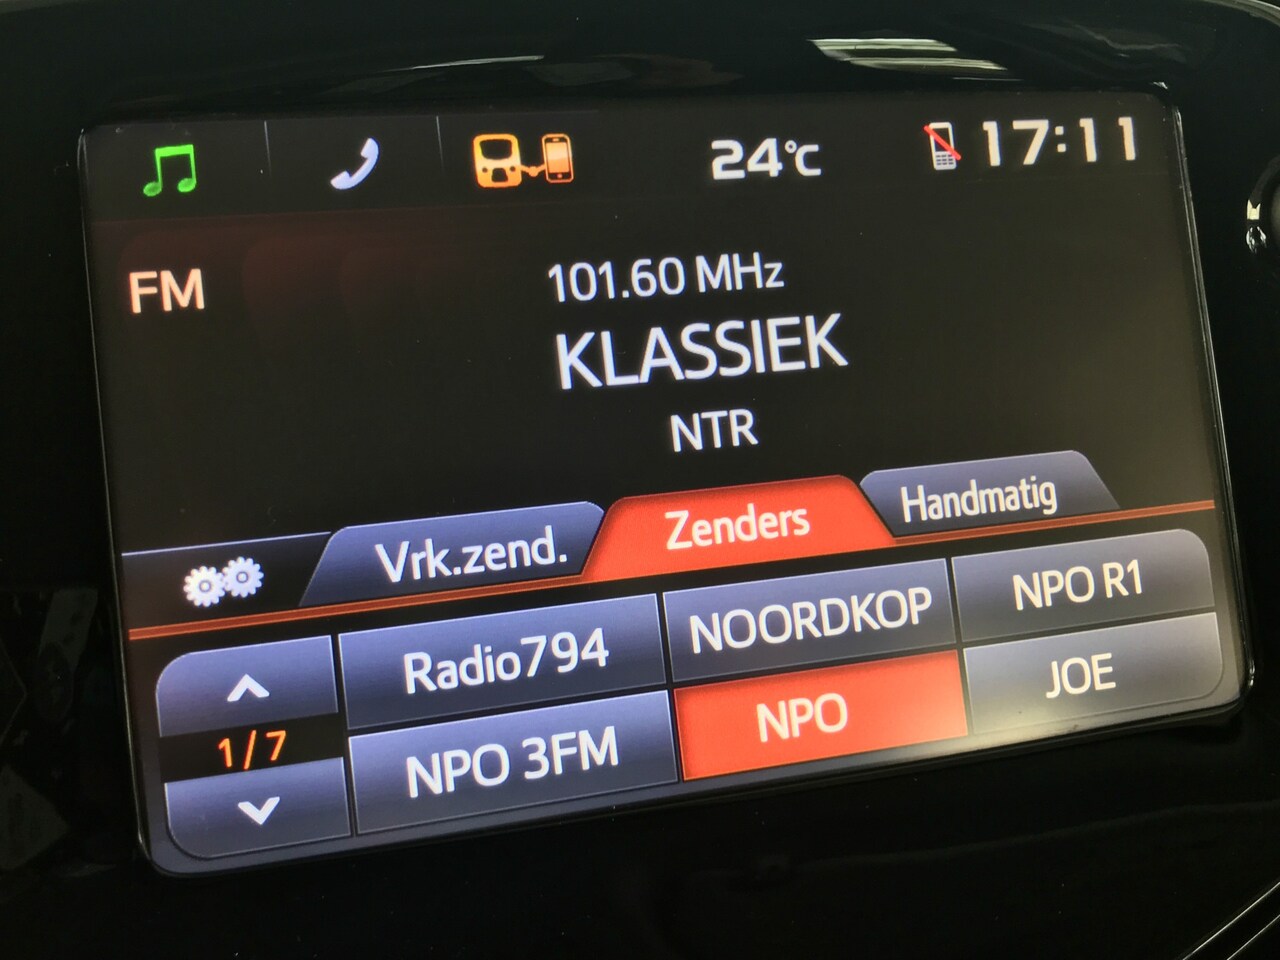 24°C 17:11
FM
101.60 MHz
KLASSIEK
NTR
Vrk.zend. Zenders Handmatig
Radio794 NOORDKOP NPO R1
1/7
NPO 3FM NPO JOE